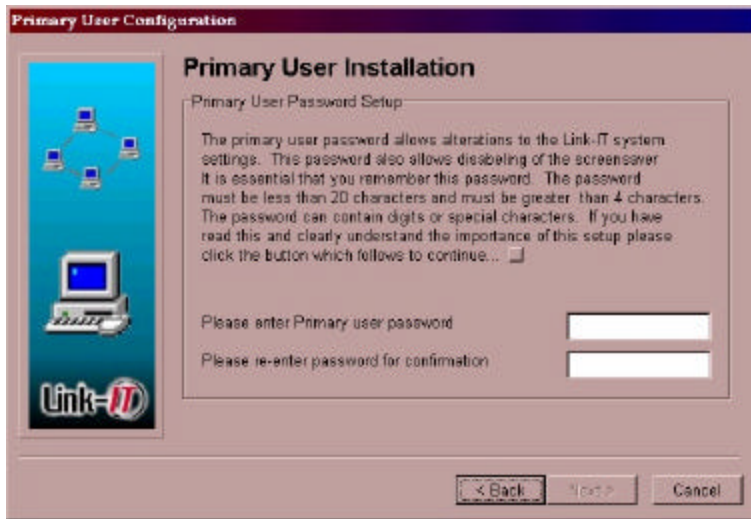 Primary User Configuration
Primary User Installation
Primary User Password Setup
The primary user password allows alterations to the Link-IT system
settings. This password also allows disabeling of the screensaver
It is essential that you remember this password. The password
must be less than 20 characters and must be greater than 4 characters.
The password can contain digits or special characters. If you have
read this and clearly understand the importance of this setup please
click the button which follows to continue...
Please enter Primary user password
Please re-enter password for confirmation
Link-IT
< Back
Next >
Cancel